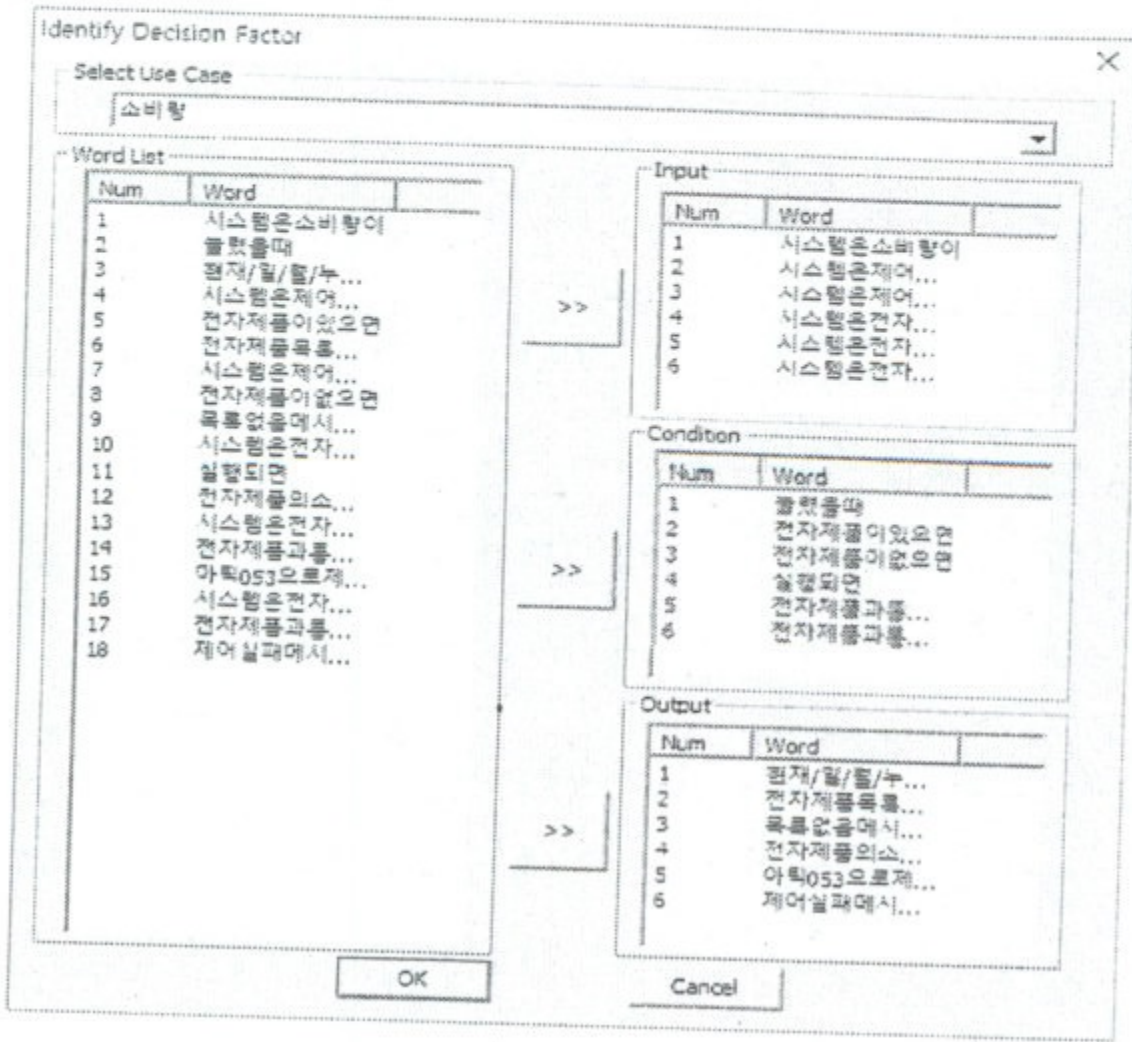 Identify Decision Factor
Select Use Case
소비량
Word List
Num Word
1 시스템은소비량이
2 눌렸을때
3 현재/일/월/누...
4 시스템은제어...
5 전자제품이있으면
6 전자제품목록...
7 시스템은제어...
8 전자제품이없으면
9 목록없음메시...
10 시스템은전자...
11 실행되면
12 전자제품의소...
13 시스템은전자...
14 전자제품과통...
15 아틱053으로제...
16 시스템은전자...
17 전자제품과통...
18 제어실패메시...
>>
>>
>>
Input
Num Word
1 시스템은소비량이
2 시스템은제어...
3 시스템은제어...
4 시스템은전자...
5 시스템은전자...
6 시스템은전자...
Condition
Num Word
1 눌렸을때
2 전자제품이있으면
3 전자제품이없으면
4 실행되면
5 전자제품과통...
6 전자제품과통...
Output
Num Word
1 현재/일/월/누...
2 전자제품목록...
3 목록없음메시...
4 전자제품의소...
5 아틱053으로제...
6 제어실패메시...
OK
Cancel